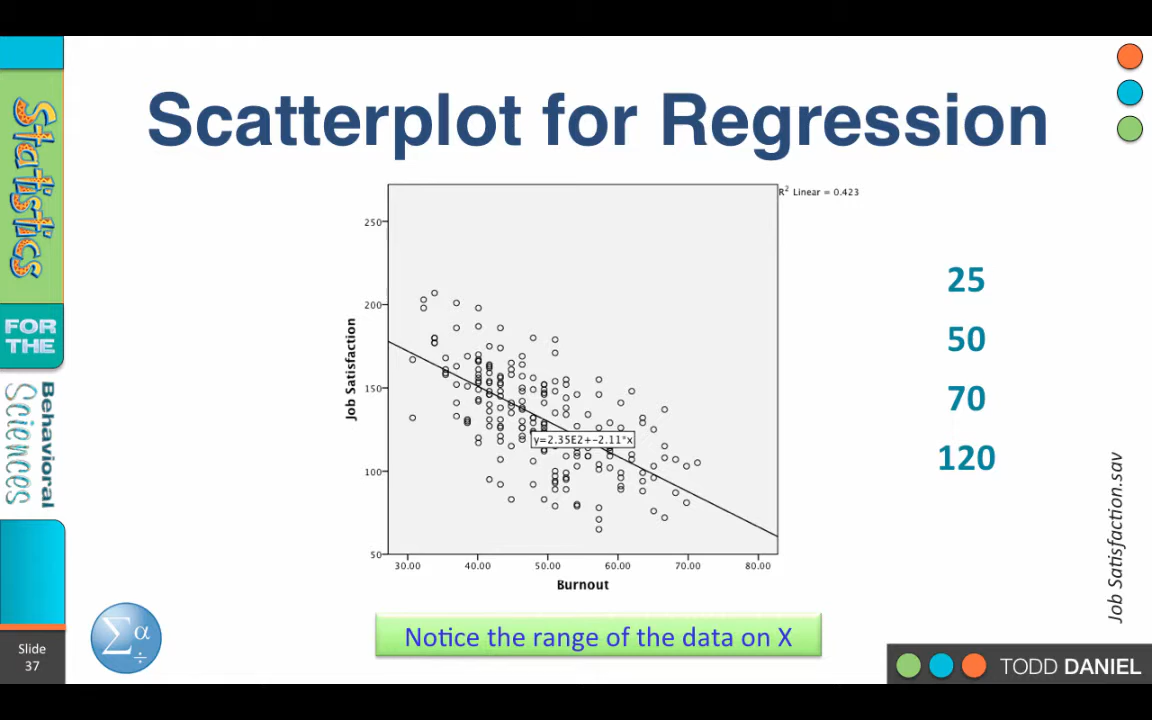 Scatterplot for Regression
Statistics
FOR
THE
Behavioral
Sciences
R² Linear = 0.423
250
200
150
100
50
Job Satisfaction
y=2.35E2+-2.11*x
30.00 40.00 50.00 60.00 70.00 80.00
Burnout
25
50
70
120
Job Satisfaction.sav
Notice the range of the data on X
Slide
37
Σ α ÷
TODD DANIEL